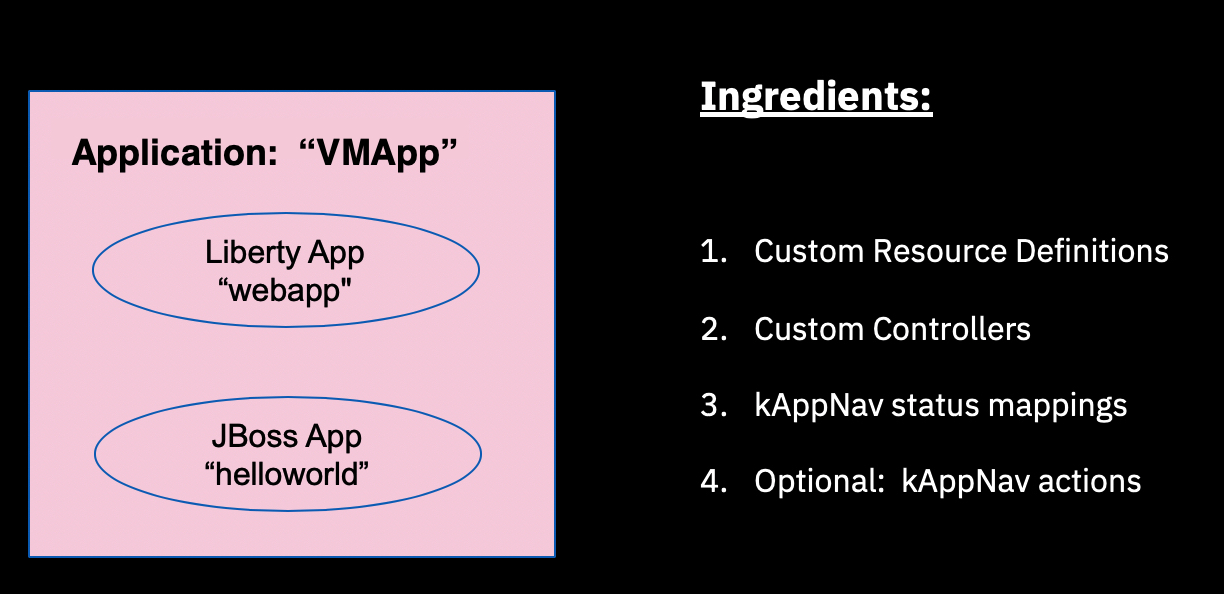 Application:  “VMApp”
Liberty App
“webapp"
JBoss App
“helloworld”
Ingredients:
1. Custom Resource Definitions
2. Custom Controllers
3. kAppNav status mappings
4. Optional:  kAppNav actions